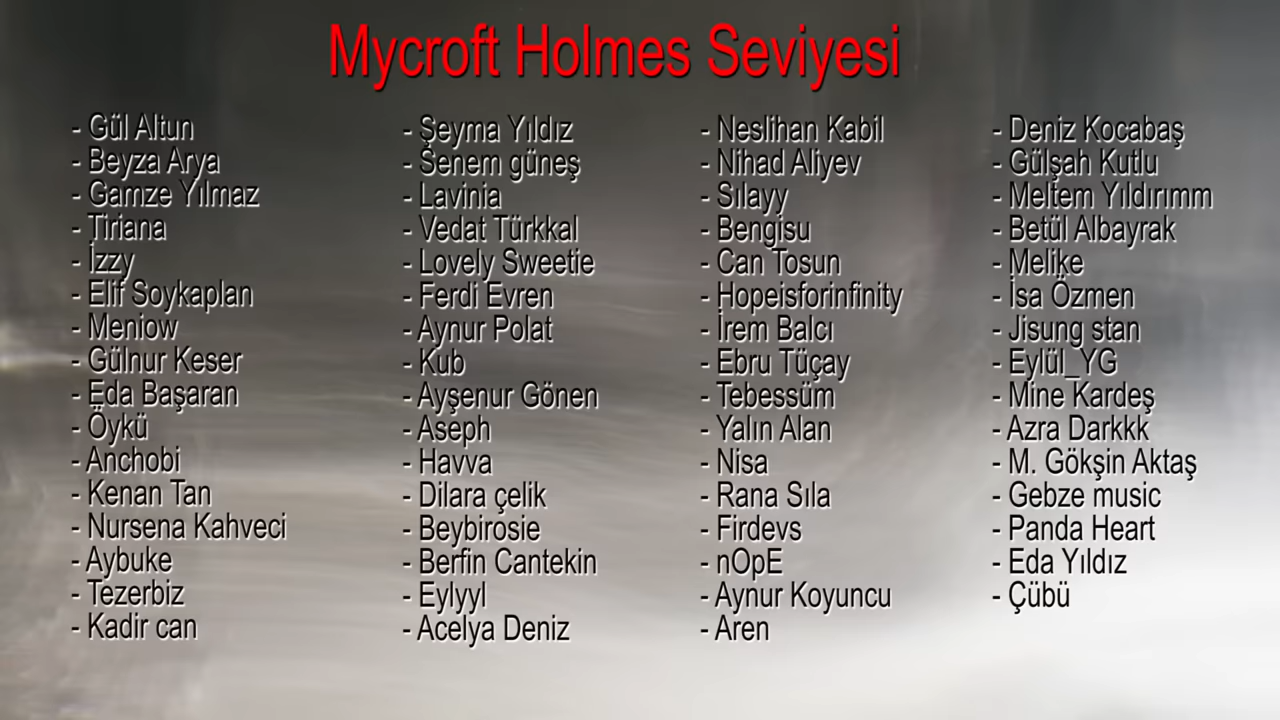 Mycroft Holmes Seviyesi
- Gül Altun
- Beyza Arya
- Gamze Yılmaz
- Tiriana
- İzzy
- Elif Soykaplan
- Meniow
- Gülnur Keser
- Eda Başaran
- Öykü
- Anchobi
- Kenan Tan
- Nursena Kahveci
- Aybuke
- Tezerbiz
- Kadir can
- Şeyma Yıldız
- Senem güneş
- Lavinia
- Vedat Türkkal
- Lovely Sweetie
- Ferdi Evren
- Aynur Polat
- Kub
- Ayşenur Gönen
- Aseph
- Havva
- Dilara çelik
- Beybirosie
- Berfin Cantekin
- Eylyyl
- Acelya Deniz
- Neslihan Kabil
- Nihad Aliyev
- Sılayy
- Bengisu
- Can Tosun
- Hopeisforinfinity
- İrem Balcı
- Ebru Tüçay
- Tebessüm
- Yalın Alan
- Nisa
- Rana Sıla
- Firdevs
- nOpE
- Aynur Koyuncu
- Aren
- Deniz Kocabaş
- Gülşah Kutlu
- Meltem Yıldırımm
- Betül Albayrak
- Melike
- İsa Özmen
- Jisung stan
- Eylül_YG
- Mine Kardeş
- Azra Darkkk
- M. Gökşin Aktaş
- Gebze music
- Panda Heart
- Eda Yıldız
- Çübü